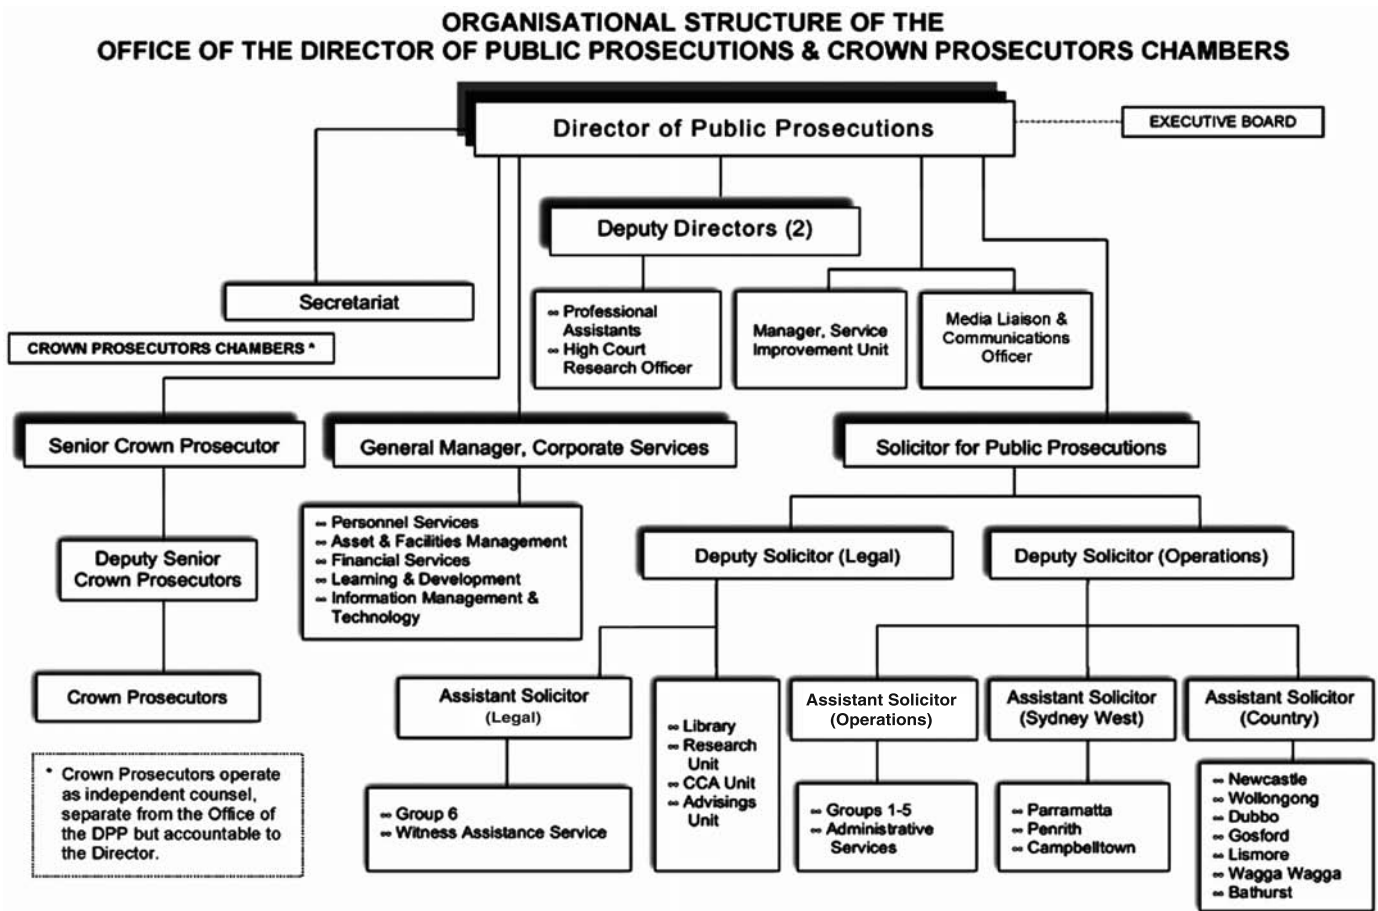 ORGANISATIONAL STRUCTURE OF THE
OFFICE OF THE DIRECTOR OF PUBLIC PROSECUTIONS & CROWN PROSECUTORS CHAMBERS
Director of Public Prosecutions
EXECUTIVE BOARD
Deputy Directors (2)
Secretariat
∞ Professional
Assistants
∞ High Court
Research Officer
Manager, Service
Improvement Unit
Media Liaison &
Communications
Officer
CROWN PROSECUTORS CHAMBERS *
Senior Crown Prosecutor
General Manager, Corporate Services
Solicitor for Public Prosecutions
Deputy Senior
Crown Prosecutors
∞ Personnel Services
∞ Asset & Facilities Management
∞ Financial Services
∞ Learning & Development
∞ Information Management &
Technology
Deputy Solicitor (Legal)
Deputy Solicitor (Operations)
Crown Prosecutors
Assistant Solicitor
(Legal)
∞ Library
∞ Research
Unit
∞ CCA Unit
∞ Advisings
Unit
Assistant Solicitor
(Operations)
Assistant Solicitor
(Sydney West)
Assistant Solicitor
(Country)
* Crown Prosecutors operate
as independent counsel,
separate from the Office of
the DPP but accountable to
the Director.
∞ Group 6
∞ Witness Assistance Service
∞ Groups 1-5
∞ Administrative
Services
∞ Parramatta
∞ Penrith
∞ Campbelltown
∞ Newcastle
∞ Wollongong
∞ Dubbo
∞ Gosford
∞ Lismore
∞ Wagga Wagga
∞ Bathurst